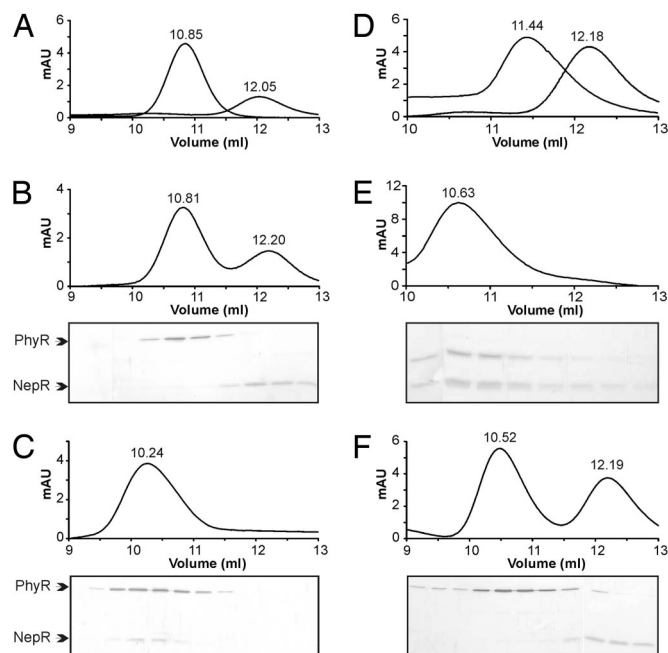 A
6
4
2
0
mAU
10.85
12.05
9 10 11 12 13
Volume (ml)
D
6
4
2
0
mAU
11.44
12.18
10 11 12 13
Volume (ml)
B
4
2
0
mAU
10.81
12.20
9 10 11 12 13
Volume (ml)
PhyR
NepR
E
12
8
4
0
mAU
10.63
10 11 12 13
Volume (ml)
C
4
2
0
mAU
10.24
9 10 11 12 13
Volume (ml)
PhyR
NepR
F
6
4
2
0
mAU
10.52
12.19
9 10 11 12 13
Volume (ml)